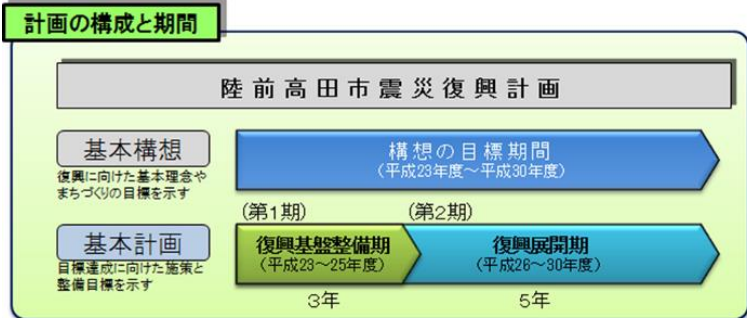 計画の構成と期間
陸前高田市震災復興計画
基本構想
復興に向けた基本理念や
まちづくりの目標を示す
構想の目標期間
(平成23年度～平成30年度)
(第1期)
(第2期)
基本計画
目標達成に向けた施策と
整備目標を示す
復興基盤整備期
(平成23～25年度)
復興展開期
(平成26～30年度)
3年
5年